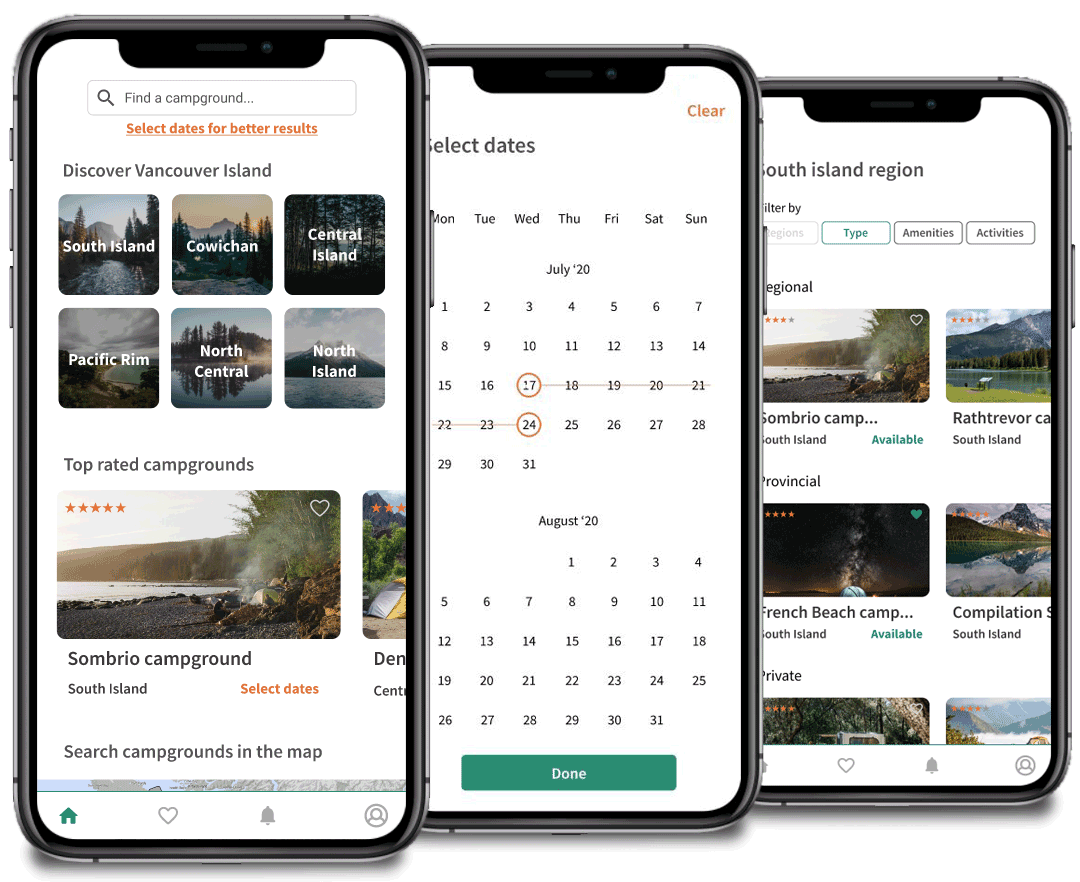 Find a campground...
Select dates for better results
Discover Vancouver Island
South Island
Cowichan
Central
Island
Pacific Rim
North
Central
North
Island
Top rated campgrounds
Sombrio campground
Den
South Island
Select dates
Centr
Search campgrounds in the map
Clear
Select dates
Mon Tue Wed Thu Fri Sat Sun
July ‘20
1 2 3 4 5 6 7
8 9 10 11 12 13 14
15 16 17 18 19 20 21
22 23 24 25 26 27 28
29 30 31
August ‘20
1 2 3 4
5 6 7 8 9 10 11
12 13 14 15 16 17 18
19 20 21 22 23 24 25
26 27 28 29 30 31
Done
South island region
Filter by
egions Type Amenities Activities
egional
Sombrio camp...
Rathtrevor ca
South Island
Available
South Island
Provincial
French Beach camp...
Compilation S
South Island
Available
South Island
Private